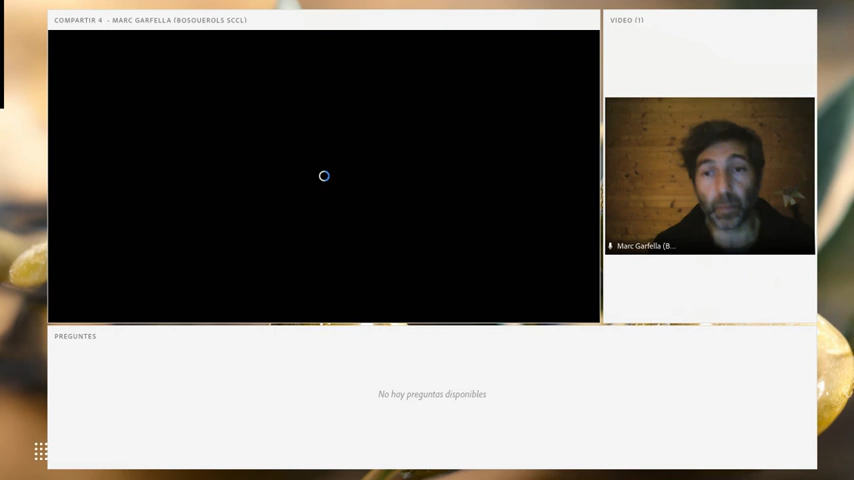 COMPARTIR 4 - MARC GARFELLA (BOSQUEROLS SCCL)
VIDEO (1)
Marc Garfella (B...
PREGUNTES
No hay preguntas disponibles